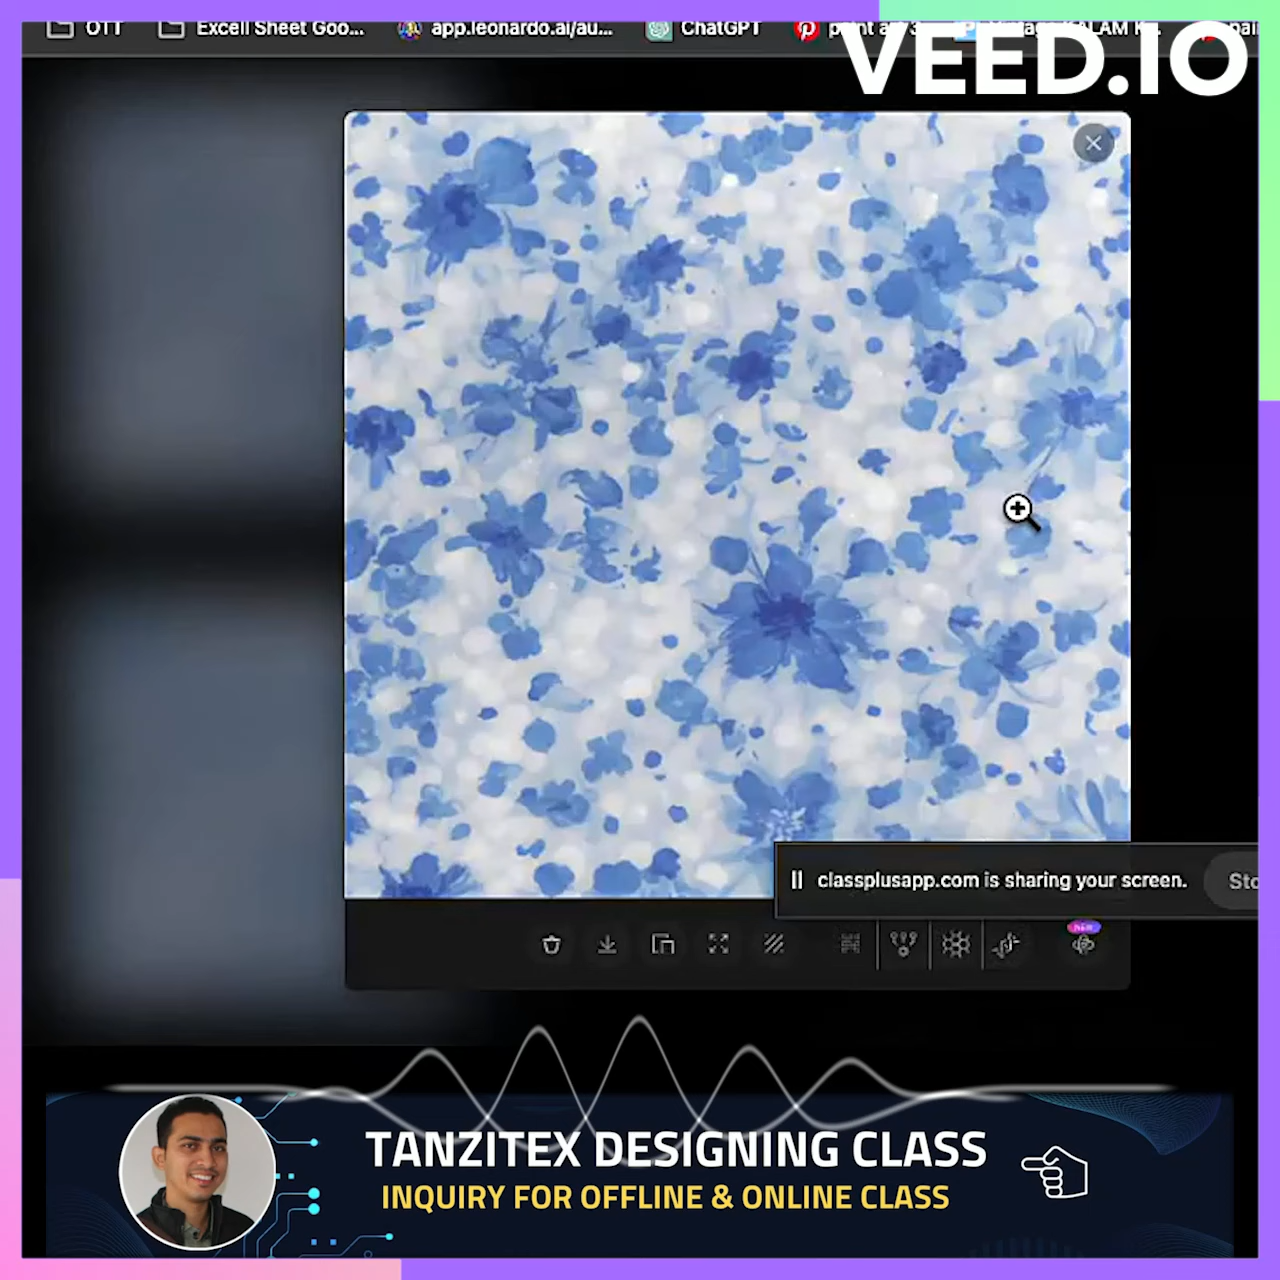 OTT
Excell Sheet Goo...
app.leonardo.ai/au...
ChatGPT
VEED.IO
classplusapp.com is sharing your screen.
TANZITEX DESIGNING CLASS
INQUIRY FOR OFFLINE & ONLINE CLASS